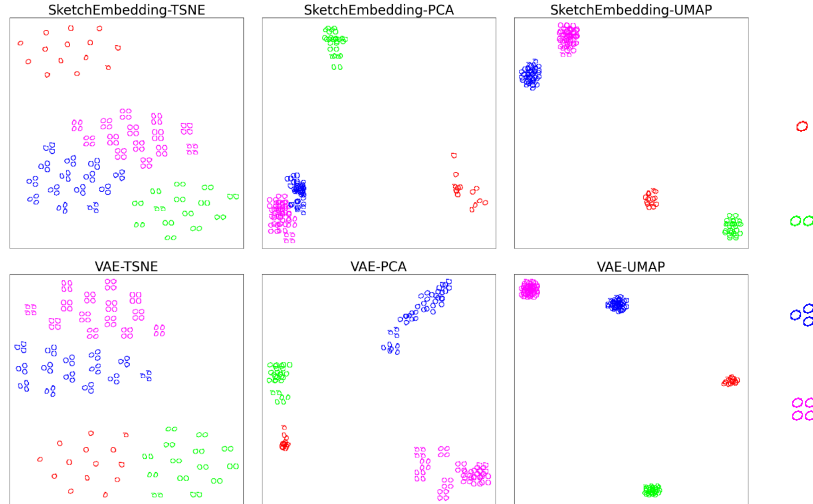 SketchEmbedding-TSNE
SketchEmbedding-PCA
SketchEmbedding-UMAP
VAE-TSNE
VAE-PCA
VAE-UMAP